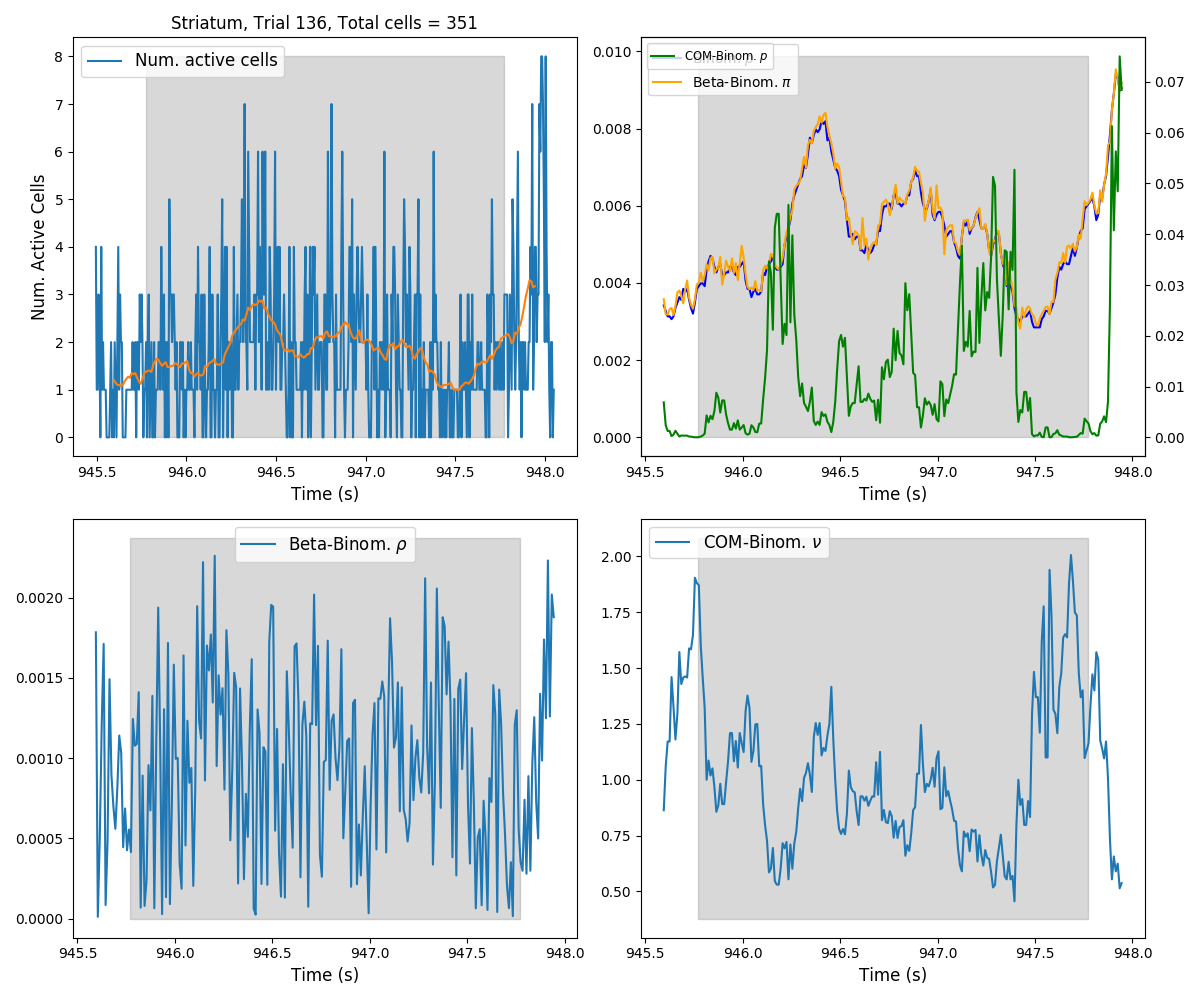 Striatum, Trial 136, Total cells = 351
Num. active cells
Num. Active Cells
8
7
6
5
4
3
2
1
0
945.5 946.0 946.5 947.0 947.5 948.0
Time (s)
COM-Binom. p
Beta-Binom. π
0.010
0.008
0.006
0.004
0.002
0.000
0.07
0.06
0.05
0.04
0.03
0.02
0.01
0.00
945.5 946.0 946.5 947.0 947.5 948.0
Time (s)
Beta-Binom. ρ
0.0020
0.0015
0.0010
0.0005
0.0000
945.5 946.0 946.5 947.0 947.5 948.0
Time (s)
COM-Binom. ν
2.00
1.75
1.50
1.25
1.00
0.75
0.50
945.5 946.0 946.5 947.0 947.5 948.0
Time (s)